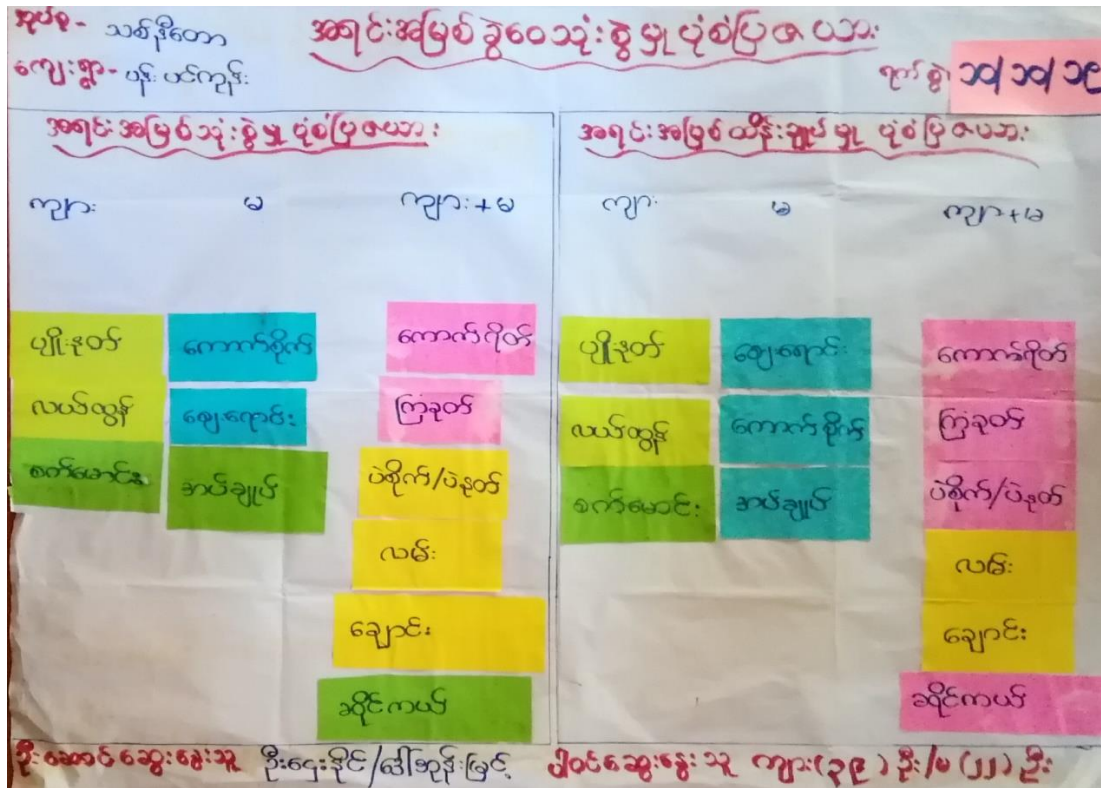 အုပ်စု - သစ်နီတော
အရင်းအမြစ်ခွဲဝေသုံးစွဲမှုပုံစံပြဇယား
ကျေးရွာ - ပန်းပင်ကုန်း
ရက်စွဲ ၁၀/၁၀/၁၉
အရင်းအမြစ်သုံးစွဲမှုပုံစံပြဇယား
ကျား မ ကျား+မ
ပျိုးနုတ် ကောက်စိုက် ကောက်ရိတ်
လယ်ထွန် ဈေးရောင်း ကြံခုတ်
စက်မောင်း အပ်ချုပ် ပဲစိုက်/ပဲနုတ်
လမ်း
ချောင်း
ဆိုင်ကယ်
အရင်းအမြစ်ထိန်းချုပ်မှု ပုံစံပြဇယား
ကျား မ ကျား+မ
ပျိုးနုတ် ဈေးရောင်း ကောက်ရိတ်
လယ်ထွန် ကောက်စိုက် ကြံခုတ်
စက်မောင်း အပ်ချုပ် ပဲစိုက်/ပဲနုတ်
လမ်း
ချောင်း
ဆိုင်ကယ်
ဦးဆောင်ဆွေးနွေးသူ ဦးဌေးနိုင်/ဒေါ်အုန်းမြင့် ပါဝင်ဆွေးနွေးသူ ကျား(၃၉)ဦး/မ(၂၂)ဦး